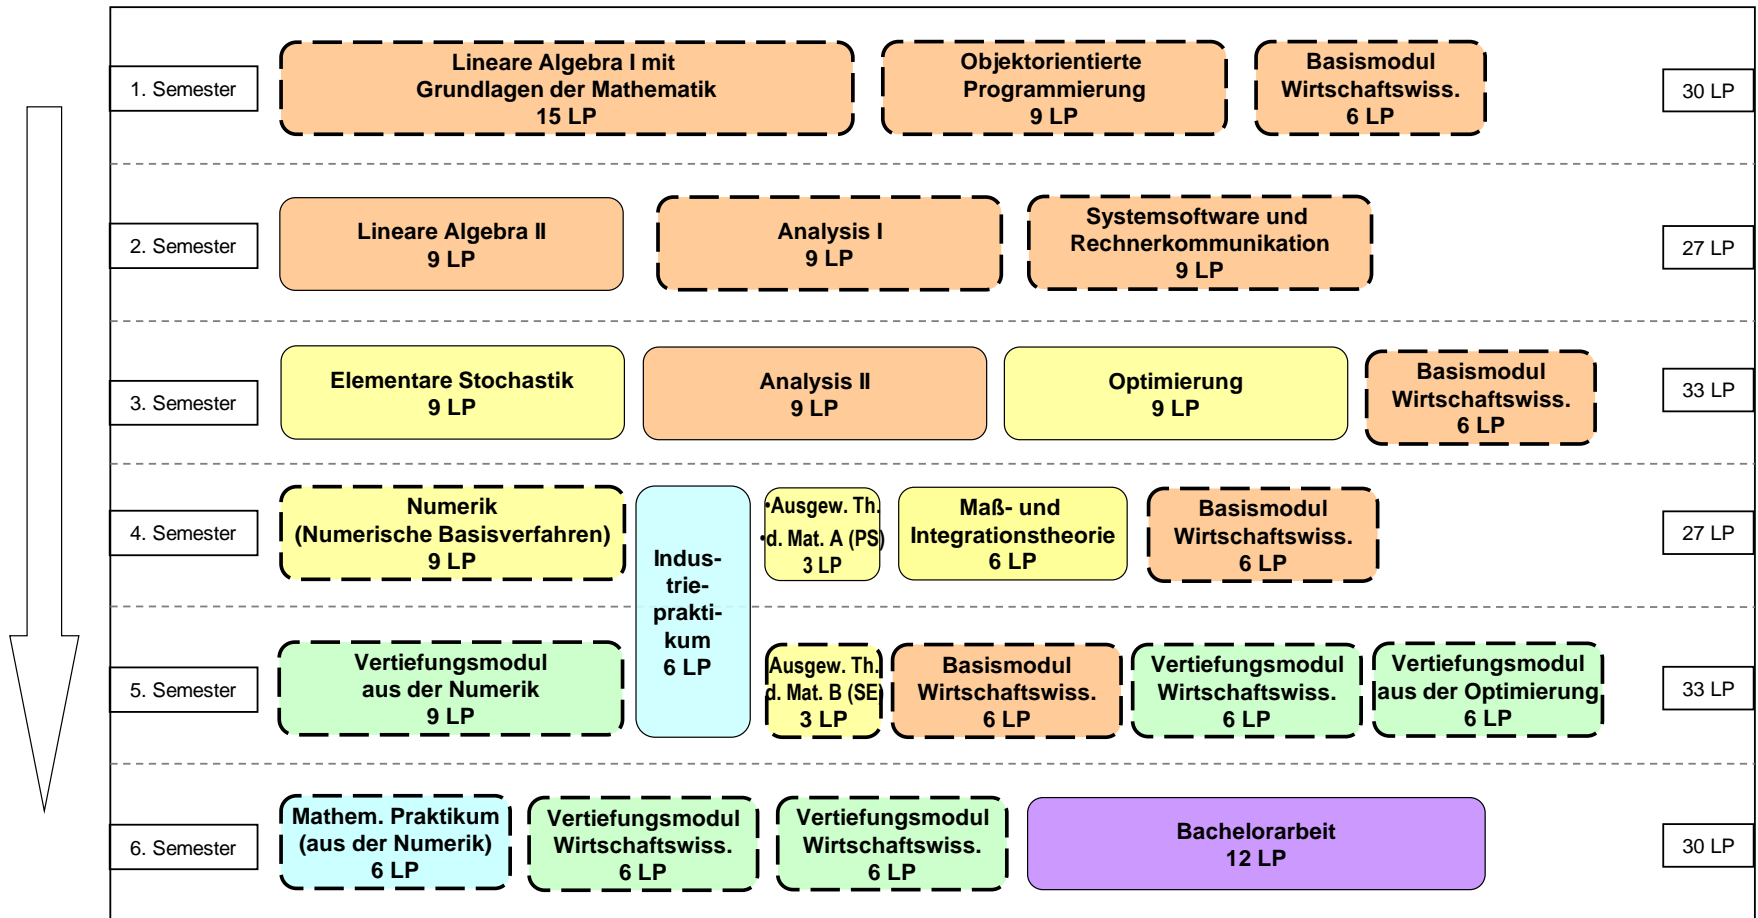 1. Semester
Lineare Algebra I mit
Grundlagen der Mathematik
15 LP
Objektorientierte
Programmierung
9 LP
Basismodul
Wirtschaftswiss.
6 LP
30 LP
2. Semester
Lineare Algebra II
9 LP
Analysis I
9 LP
Systemsoftware und
Rechnerkommunikation
9 LP
27 LP
3. Semester
Elementare Stochastik
9 LP
Analysis II
9 LP
Optimierung
9 LP
Basismodul
Wirtschaftswiss.
6 LP
33 LP
4. Semester
Numerik
(Numerische Basisverfahren)
9 LP
Indus-
trie-
prakti-
kum
6 LP
•Ausgew. Th.
•d. Mat. A (PS)
3 LP
Maß- und
Integrationstheorie
6 LP
Basismodul
Wirtschaftswiss.
6 LP
27 LP
5. Semester
Vertiefungsmodul
aus der Numerik
9 LP
Ausgew. Th.
d. Mat. B (SE)
3 LP
Basismodul
Wirtschaftswiss.
6 LP
Vertiefungsmodul
Wirtschaftswiss.
6 LP
Vertiefungsmodul
aus der Optimierung
6 LP
33 LP
6. Semester
Mathem. Praktikum
(aus der Numerik)
6 LP
Vertiefungsmodul
Wirtschaftswiss.
6 LP
Vertiefungsmodul
Wirtschaftswiss.
6 LP
Bachelorarbeit
12 LP
30 LP